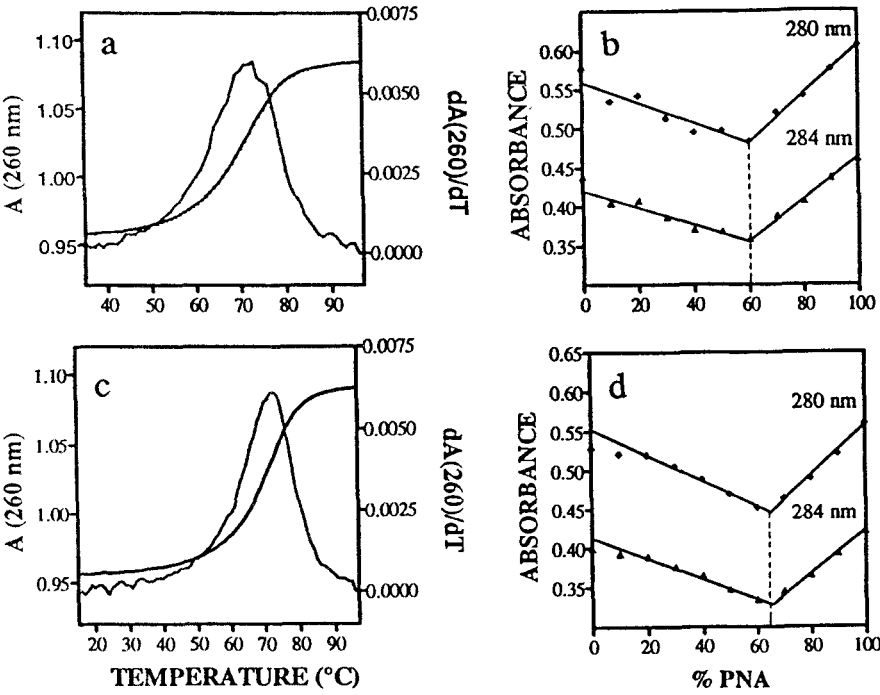 a
A (260 nm)
1.10
1.05
1.00
0.95
0.0075
0.0050
0.0025
0.0000
dA(260)/dT
40 50 60 70 80 90
b
ABSORBANCE
0.60
0.55
0.50
0.45
0.40
0.35
280 nm
284 nm
0 20 40 60 80 100
c
A (260 nm)
1.10
1.05
1.00
0.95
0.0075
0.0050
0.0025
0.0000
dA(260)/dT
20 30 40 50 60 70 80 90
TEMPERATURE (°C)
d
ABSORBANCE
0.65
0.60
0.55
0.50
0.45
0.40
0.35
280 nm
284 nm
0 20 40 60 80 100
% PNA